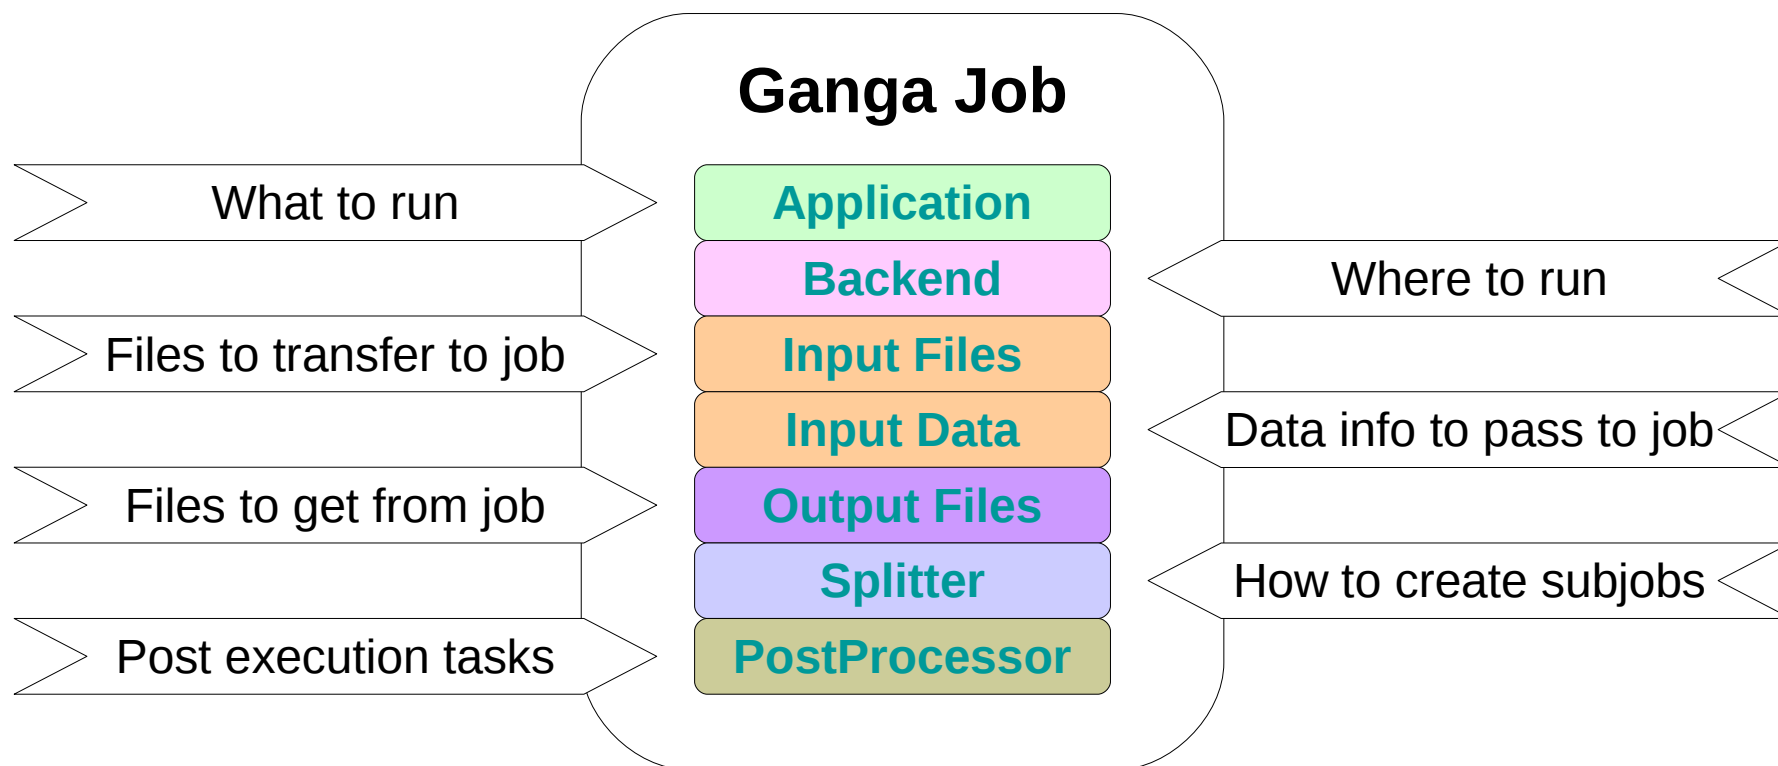 Ganga Job
What to run
Application
Backend
Where to run
Files to transfer to job
Input Files
Input Data
Data info to pass to job
Files to get from job
Output Files
Splitter
How to create subjobs
Post execution tasks
PostProcessor